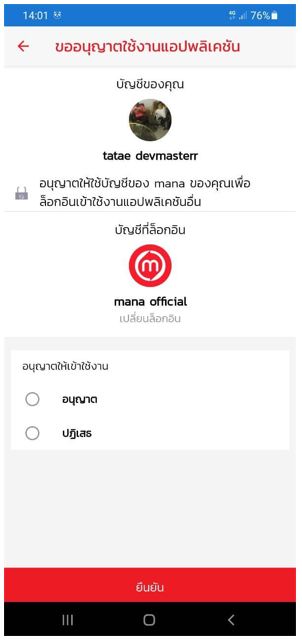 14:01
4G
76%
ขออนุญาตใช้งานแอปพลิเคชัน
บัญชีของคุณ
tatae devmasterr
อนุญาตให้ใช้บัญชีของ mana ของคุณเพื่อ
ล็อกอินเข้าใช้งานแอปพลิเคชันอื่น
บัญชีที่ล็อกอิน
m
mana official
เปลี่ยนล็อกอิน
อนุญาตให้เข้าใช้งาน
อนุญาต
ปฏิเสธ
ยืนยัน